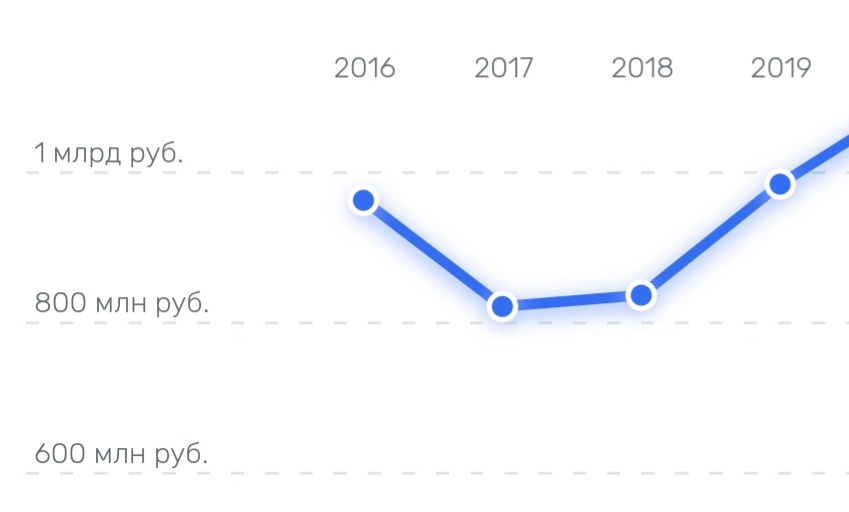 2016 2017 2018 2019
1 млрд руб.
800 млн руб.
600 млн руб.